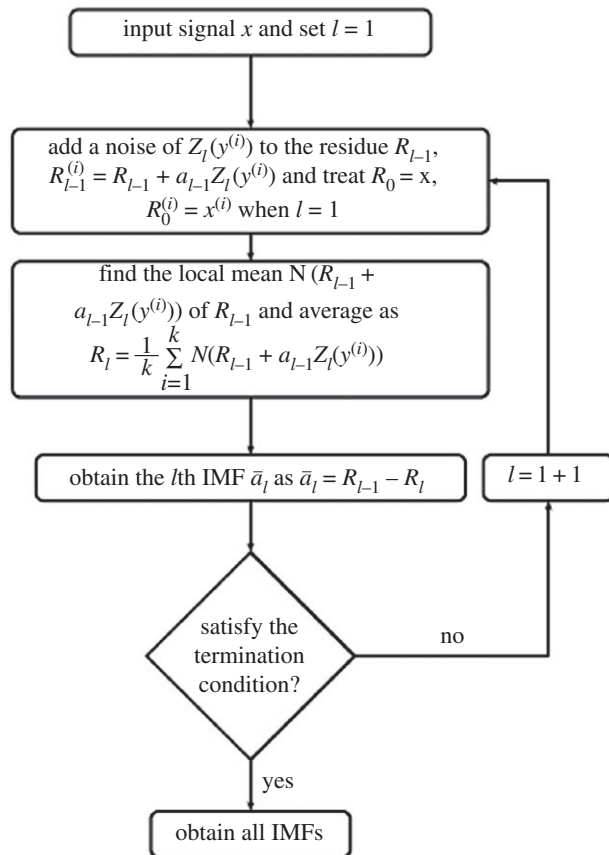 input signal x and set l = 1
add a noise of Z_l(y^(i)) to the residue R_{l–1},
R_{l–1}^(i) = R_{l–1} + a_{l–1}Z_l(y^(i)) and treat R_0 = x,
R_0^(i) = x^(i) when l = 1
find the local mean N (R_{l–1} +
a_{l–1}Z_l(y^(i))) of R_{l–1} and average as
R_l = 1/k ∑_{i=1}^{k} N(R_{l–1} + a_{l–1}Z_l(y^(i)))
obtain the lth IMF ā_l as ā_l = R_{l–1} – R_l
l = 1 + 1
satisfy the
termination
condition?
no
yes
obtain all IMFs